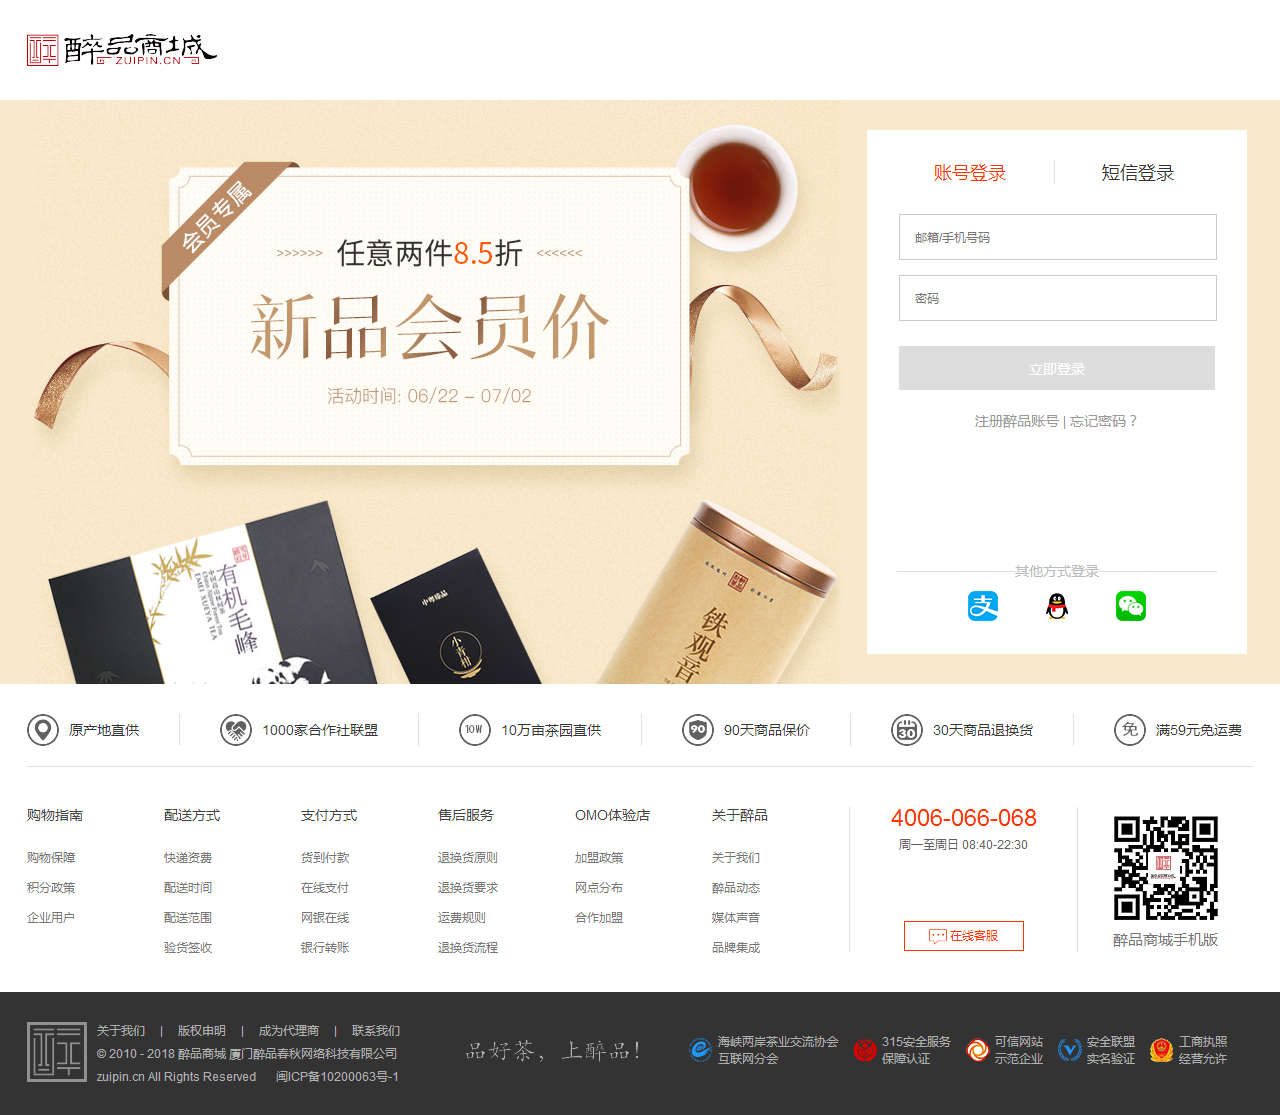 醉品商城
ZUIPIN.CN
会员专属
>>>>>> 任意两件8.5折 <<<<<<
新品会员价
活动时间: 06/22 – 07/02
有机毛峰
中国高山有机绿茶
EMEI XUEYA TEA
中粤臻品
小青柑
铁观音
账号登录
短信登录
邮箱/手机号码
密码
立即登录
注册醉品账号 | 忘记密码？
其他方式登录
原产地直供
1000家合作社联盟
10W 10万亩茶园直供
90 90天商品保价
30 30天商品退换货
免 满59元免运费
购物指南
购物保障
积分政策
企业用户
配送方式
快递资费
配送时间
配送范围
验货签收
支付方式
货到付款
在线支付
网银在线
银行转账
售后服务
退换货原则
退换货要求
运费规则
退换货流程
OMO体验店
加盟政策
网点分布
合作加盟
关于醉品
关于我们
醉品动态
媒体声音
品牌集成
4006-066-068
周一至周日 08:40-22:30
在线客服
醉品商城手机版
关于我们 | 版权申明 | 成为代理商 | 联系我们
© 2010 - 2018 醉品商城 厦门醉品春秋网络科技有限公司
zuipin.cn All Rights Reserved 闽ICP备10200063号-1
品好茶，上醉品！
海峡两岸茶业交流协会
互联网分会
315安全服务
保障认证
可信网站
示范企业
安全联盟
实名验证
工商执照
经营允许